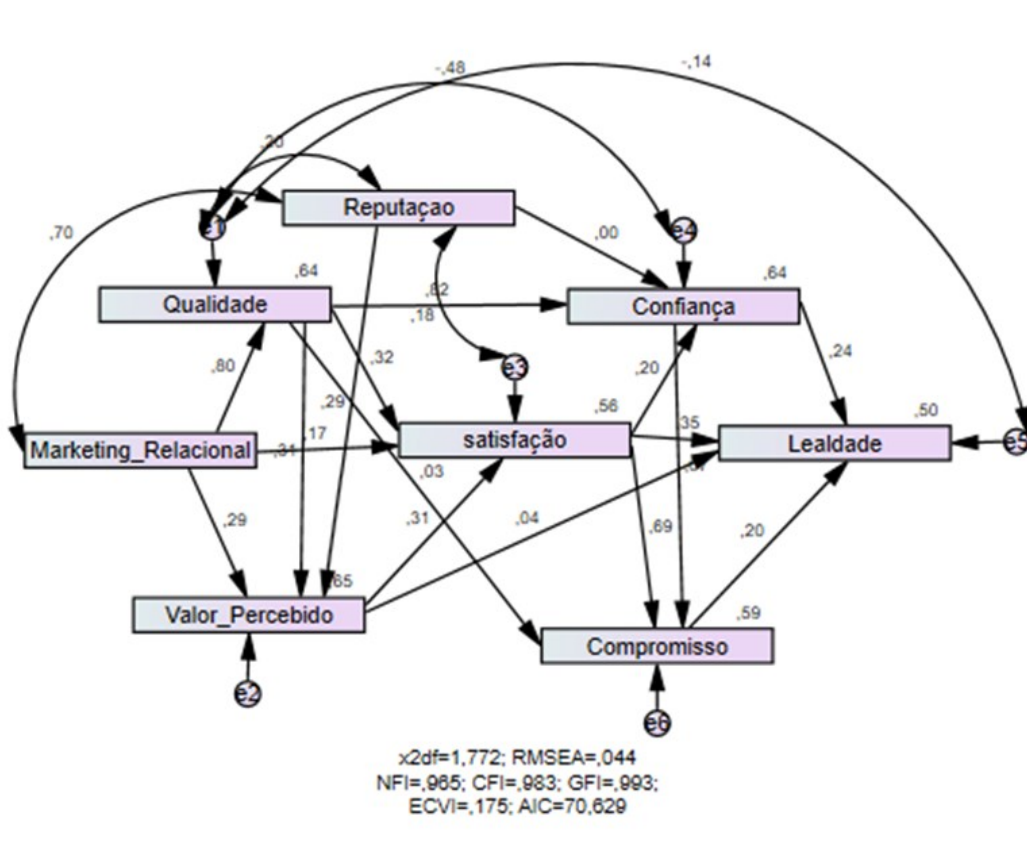 -,48
-,14
,20
Reputaçao
,70
e1
,00
e4
,64
,64
Qualidade
,82
Confiança
,18
,32
e3
,80
,20
,24
,29
,56
,50
,17
,35
Marketing_Relacional
,31
satisfação
Lealdade
e5
,03
,31
,04
,29
,69
,20
,65
Valor_Percebido
,59
Compromisso
e2
e6
x2df=1,772; RMSEA=,044
NFI=,965; CFI=,983; GFI=,993;
ECVI=,175; AIC=70,629